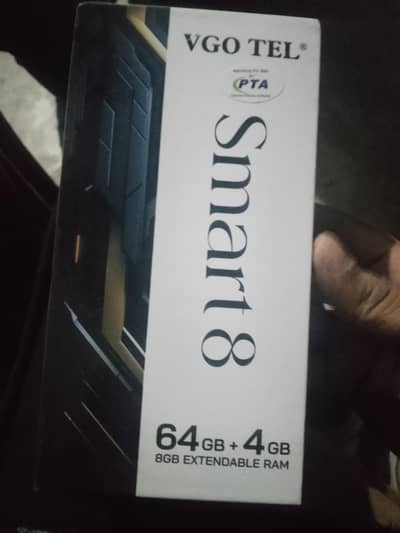 VGO TEL®
PTA
Smart 8
64GB + 4GB
8GB EXTENDABLE RAM